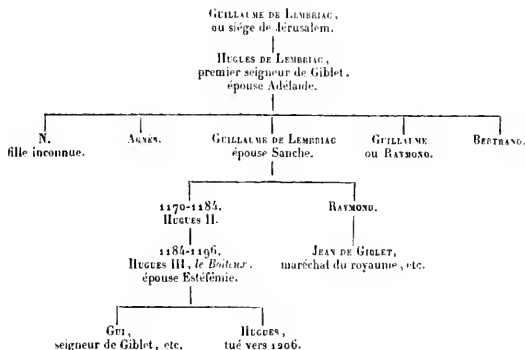 GUILLAUME DE LEMBRIAC,
au siége de Jérusalem.
HUGUES DE LEMBRIAC,
premier seigneur de Giblet,
épouse Adélaïde.
N. AGNÈS. GUILLAUME DE LEMBRIAC GUILLAUME BERTRAND.
fille inconnue. épouse Sanche. ou RAYMOND.
1170-1184. RAYMOND.
HUGUES II.
1184-1196. JEAN DE GIBLET,
HUGUES III, le Boiteux, maréchal du royaume, etc.
épouse Estéfémie.
GUI, HUGUES,
seigneur de Giblet, etc. tué vers 1206.